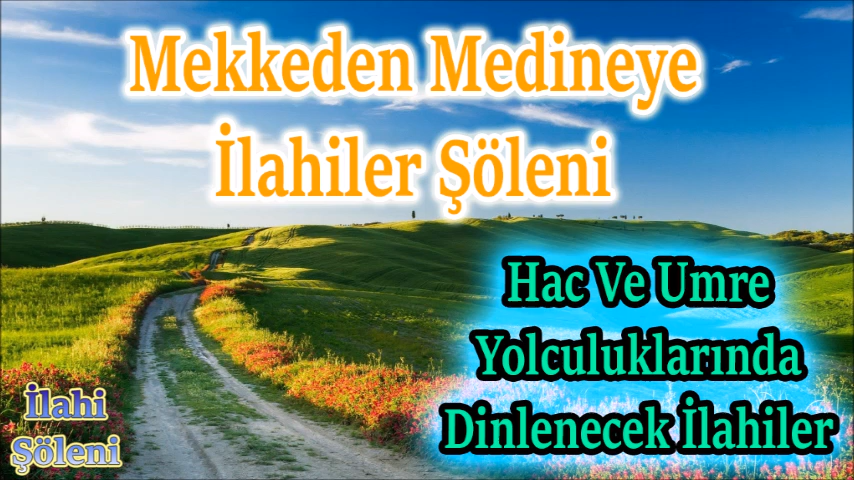 Mekkeden Medineye
İlahiler Şöleni
Hac Ve Umre
Yolculuklarında
Dinlenecek İlahiler
İlahi
Şöleni